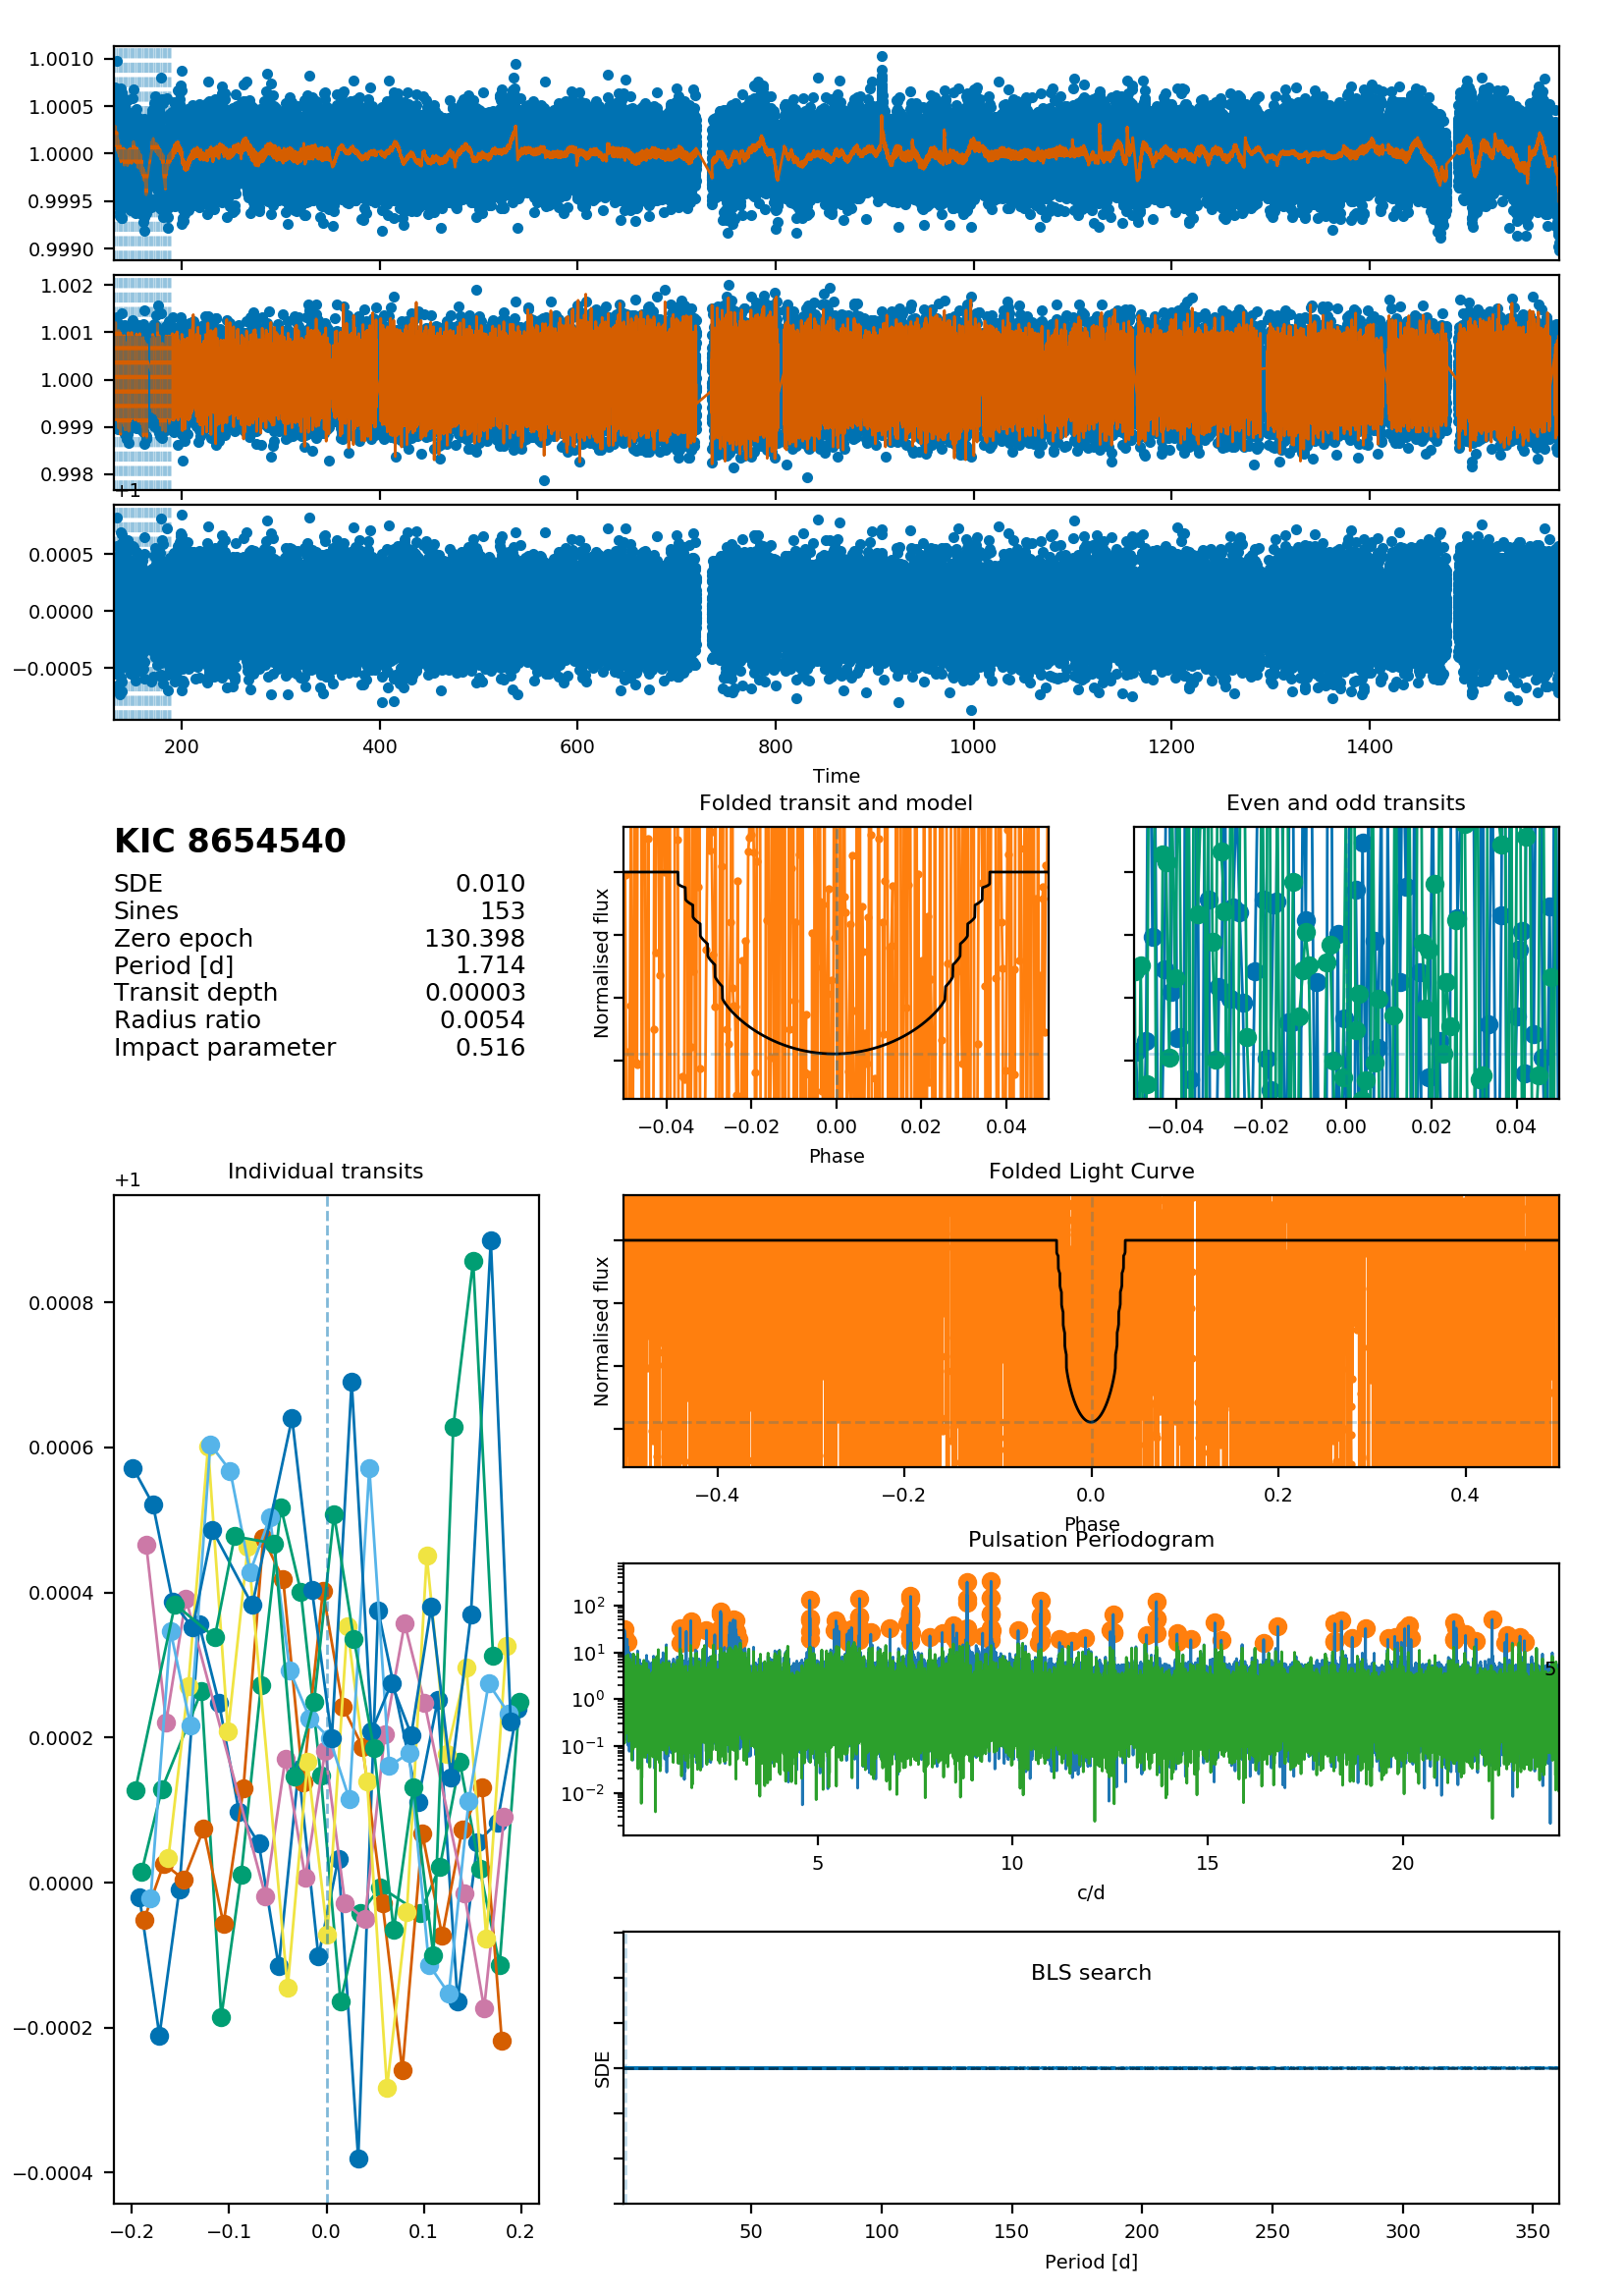 1.0010
1.0005
1.0000
0.9995
0.9990
1.002
1.001
1.000
0.999
0.998
+1
0.0005
0.0000
−0.0005
200 400 600 800 1000 1200 1400
Time
KIC 8654540
SDE 0.010
Sines 153
Zero epoch 130.398
Period [d] 1.714
Transit depth 0.00003
Radius ratio 0.0054
Impact parameter 0.516
Folded transit and model
Normalised flux
−0.04 −0.02 0.00 0.02 0.04
Phase
Even and odd transits
−0.04 −0.02 0.00 0.02 0.04
Individual transits
+1
0.0008
0.0006
0.0004
0.0002
0.0000
−0.0002
−0.0004
−0.2 −0.1 0.0 0.1 0.2
Folded Light Curve
Normalised flux
−0.4 −0.2 0.0 0.2 0.4
Phase
Pulsation Periodogram
10²
10¹
10⁰
10⁻¹
10⁻²
5
5 10 15 20
c/d
BLS search
SDE
50 100 150 200 250 300 350
Period [d]